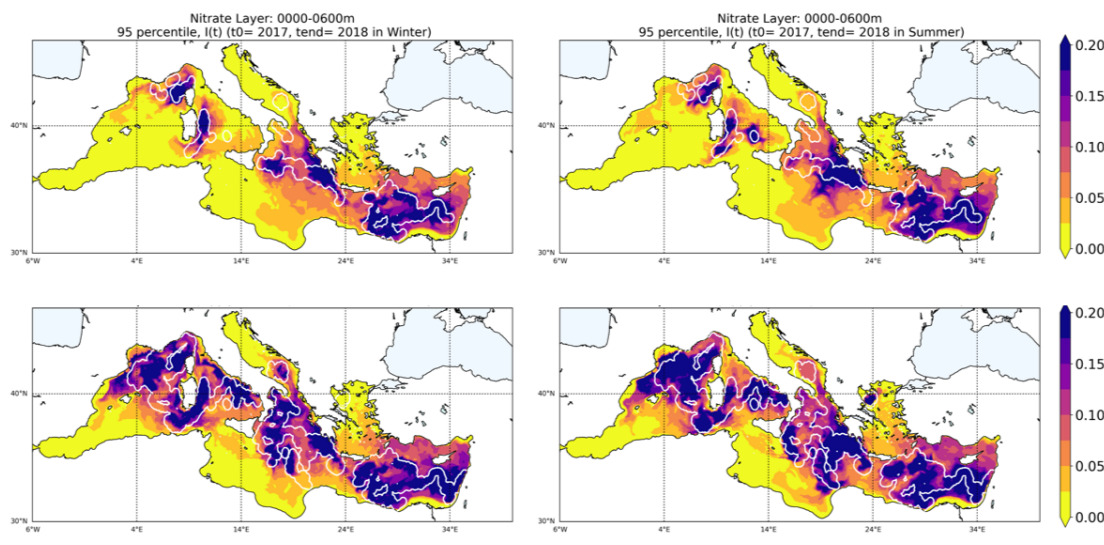 Nitrate Layer: 0000-0600m
95 percentile, I(t) (t0= 2017, tend= 2018 in Winter)
40°N
30°N
6°W
4°E
14°E
24°E
34°E
Nitrate Layer: 0000-0600m
95 percentile, I(t) (t0= 2017, tend= 2018 in Summer)
40°N
30°N
6°W
4°E
14°E
24°E
34°E
0.20
0.15
0.10
0.05
0.00
40°N
30°N
6°W
4°E
14°E
24°E
34°E
40°N
30°N
6°W
4°E
14°E
24°E
34°E
0.20
0.15
0.10
0.05
0.00